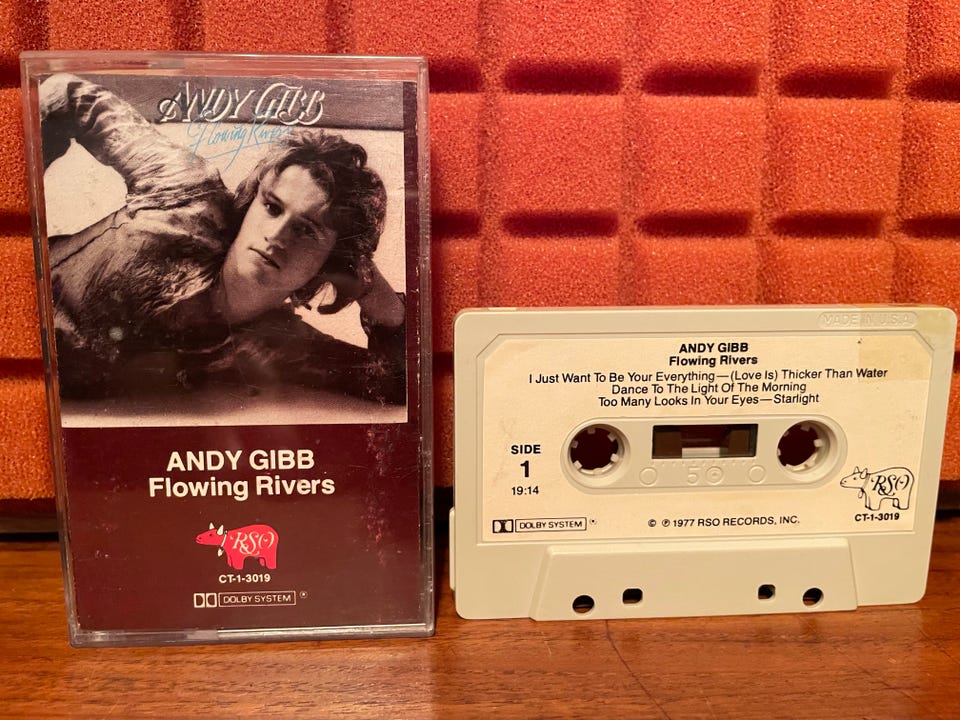 ANDY GIBB
Flowing Rivers
ANDY GIBB
Flowing Rivers
RSO
CT-1-3019
DOLBY SYSTEM ®
MADE IN U.S.A.
ANDY GIBB
Flowing Rivers
I Just Want To Be Your Everything—(Love Is) Thicker Than Water
Dance To The Light Of The Morning
Too Many Looks In Your Eyes—Starlight
SIDE
1
19:14
5
RSO
CT-1-3019
DOLBY SYSTEM ®
© ℗ 1977 RSO RECORDS, INC.